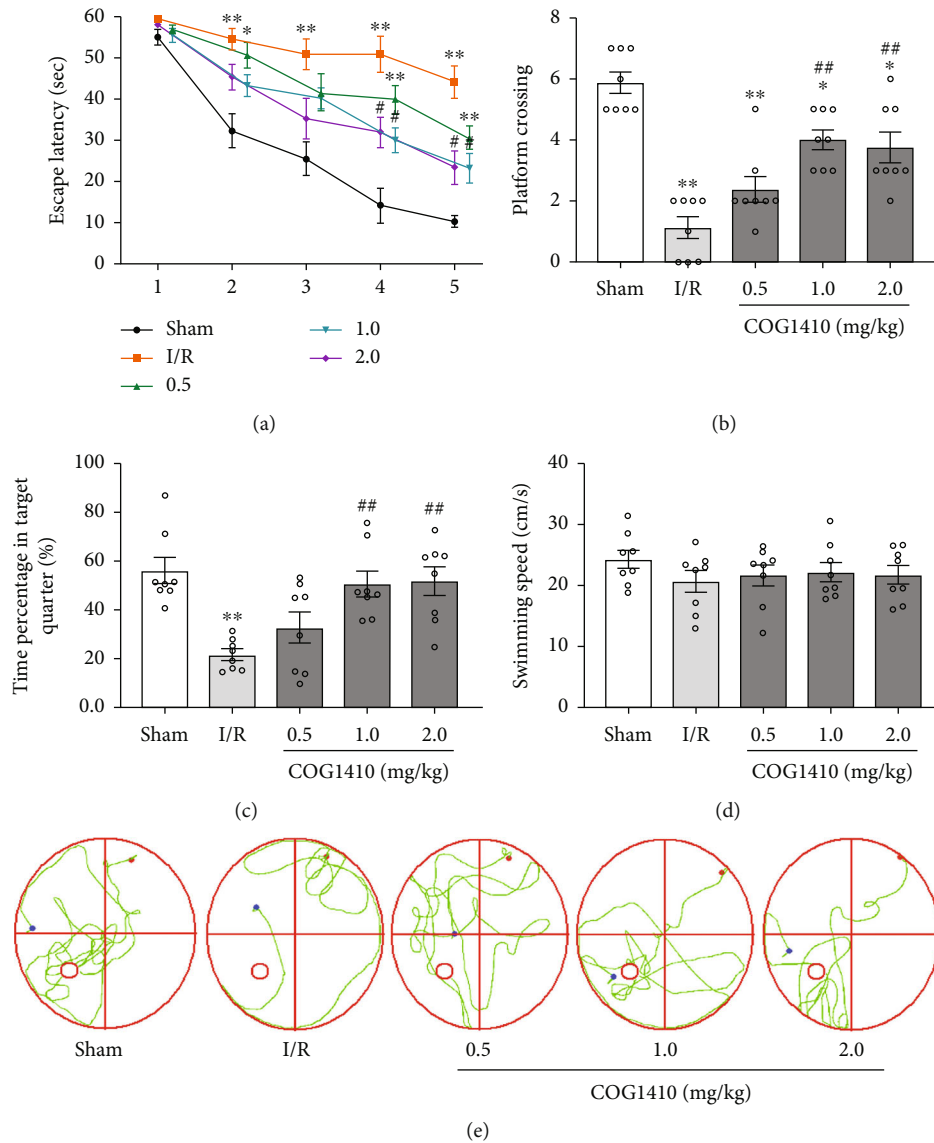 60
50
40
30
20
10
0
Escape latency (sec)
**
*
**
**
**
#
#
**
**
#
#
1
2
3
4
5
Sham
1.0
I/R
2.0
0.5
(a)
8
6
4
2
0
Platform crossing
**
**
##
*
##
*
Sham
I/R
0.5
1.0
2.0
COG1410 (mg/kg)
(b)
100
80
60
40
20
0.0
Time percentage in target
quarter (%)
**
##
##
Sham
I/R
0.5
1.0
2.0
COG1410 (mg/kg)
(c)
40
30
20
10
0
Swimming speed (cm/s)
Sham
I/R
0.5
1.0
2.0
COG1410 (mg/kg)
(d)
Sham
I/R
0.5
1.0
2.0
COG1410 (mg/kg)
(e)